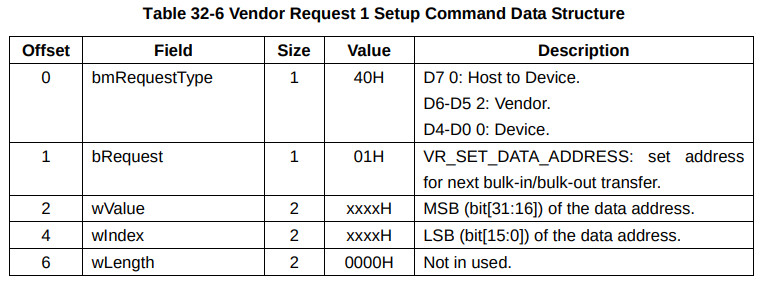 Table 32-6 Vendor Request 1 Setup Command Data Structure
Offset Field Size Value Description
0 bmRequestType 1 40H D7 0: Host to Device.
D6-D5 2: Vendor.
D4-D0 0: Device.
1 bRequest 1 01H VR_SET_DATA_ADDRESS: set address
for next bulk-in/bulk-out transfer.
2 wValue 2 xxxxH MSB (bit[31:16]) of the data address.
4 wIndex 2 xxxxH LSB (bit[15:0]) of the data address.
6 wLength 2 0000H Not in used.